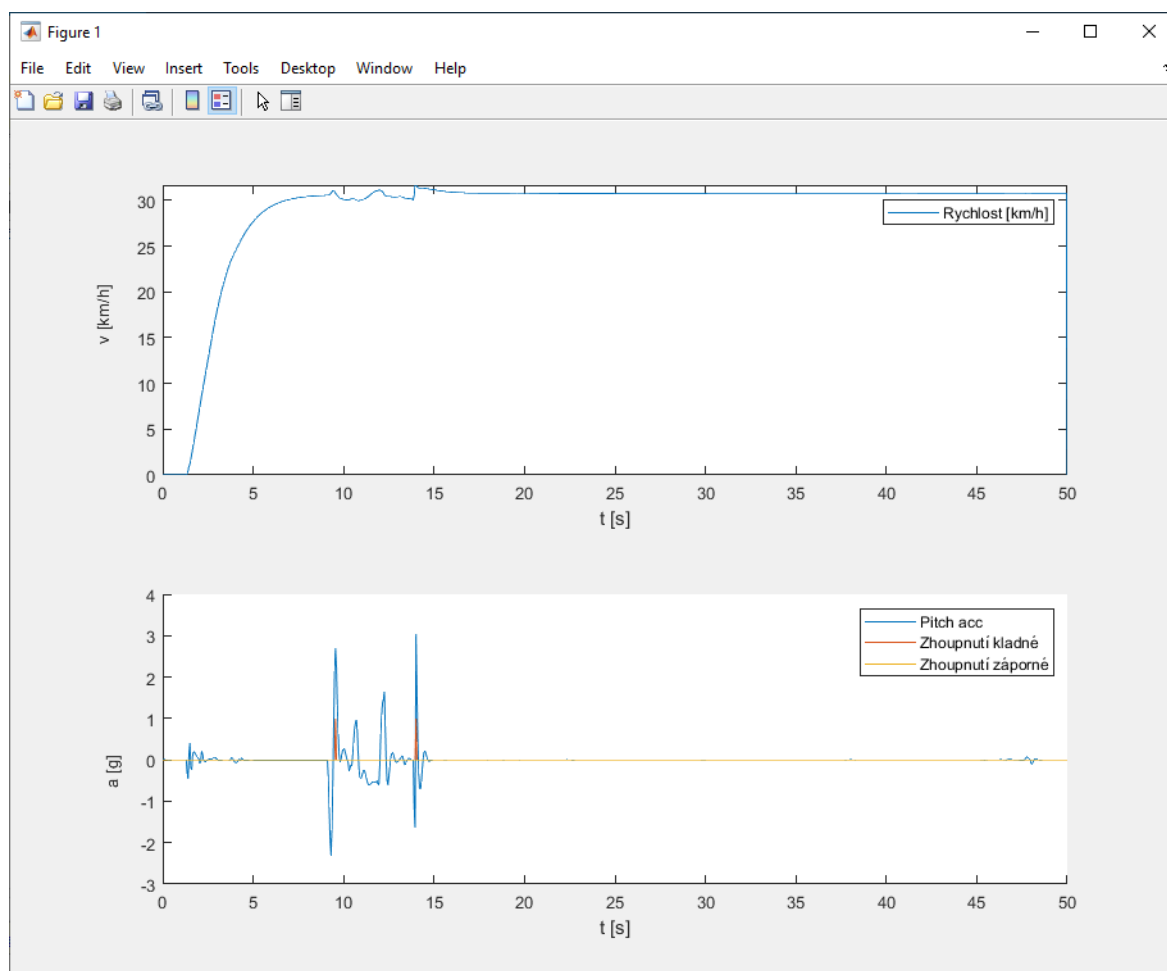 Figure 1
File Edit View Insert Tools Desktop Window Help
30
25
20
15
10
5
0
v [km/h]
Rychlost [km/h]
0 5 10 15 20 25 30 35 40 45 50
t [s]
4
3
2
1
0
-1
-2
-3
a [g]
Pitch acc
Zhoupnutí kladné
Zhoupnutí záporné
0 5 10 15 20 25 30 35 40 45 50
t [s]